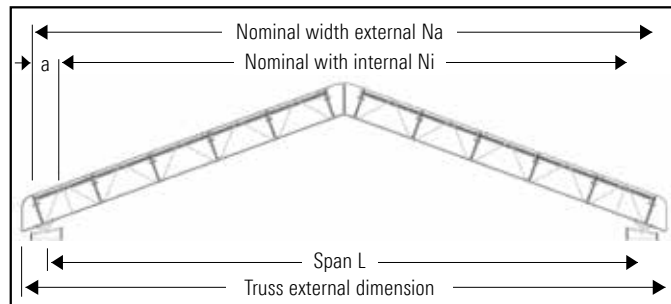 Nominal width external Na
a
Nominal with internal Ni
Span L
Truss external dimension